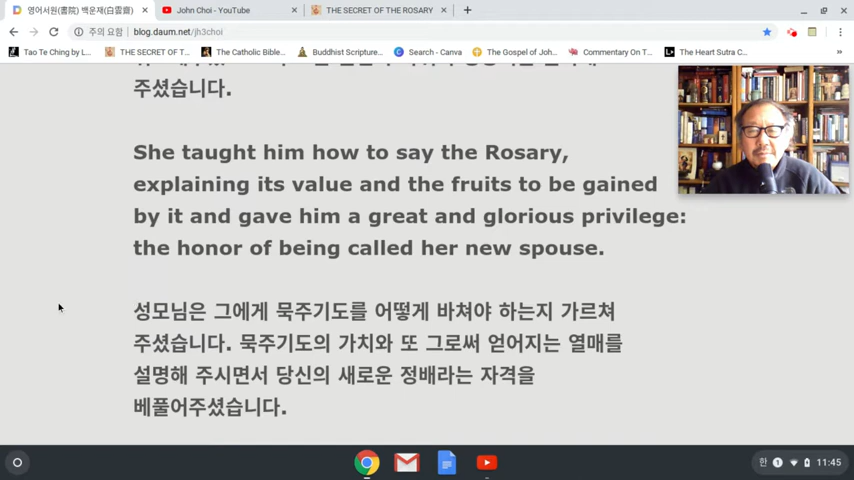 영어서원(書院) 백운재(白雲齋)
John Choi - YouTube
THE SECRET OF THE ROSARY
주의 요함
blog.daum.net/jh3choi
Tao Te Ching by L...
THE SECRET OF T...
The Catholic Bible...
Buddhist Scripture...
Search - Canva
The Gospel of Joh...
Commentary On T...
The Heart Sutra C...
주셨습니다.
She taught him how to say the Rosary,
explaining its value and the fruits to be gained
by it and gave him a great and glorious privilege:
the honor of being called her new spouse.
성모님은 그에게 묵주기도를 어떻게 바쳐야 하는지 가르쳐
주셨습니다. 묵주기도의 가치와 또 그로써 얻어지는 열매를
설명해 주시면서 당신의 새로운 정배라는 자격을
베풀어주셨습니다.
한
1
11:45